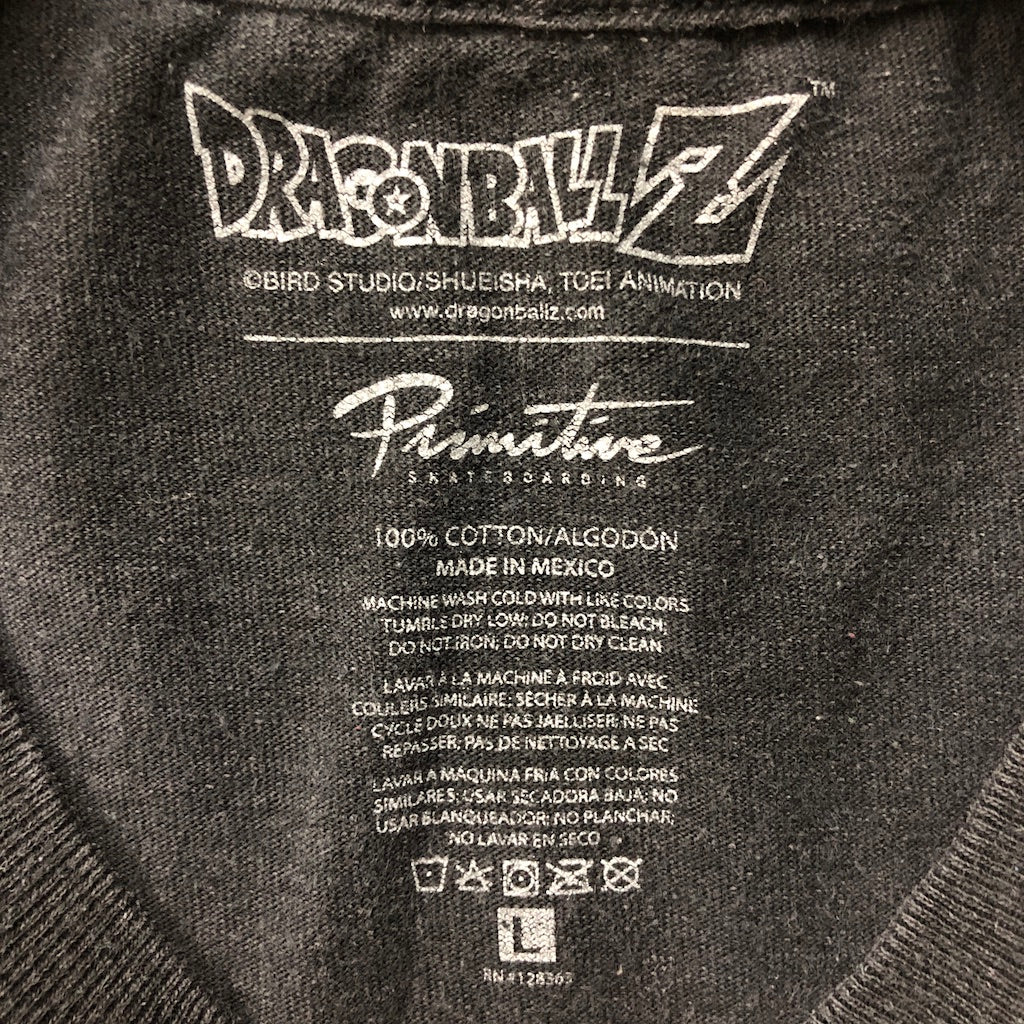 DRAGONBALL Z™
©BIRD STUDIO/SHUEISHA, TOEI ANIMATION
www.dragonballz.com
Primitive
SKATEBOARDING
100% COTTON/ALGODÓN
MADE IN MEXICO
MACHINE WASH COLD WITH LIKE COLORS
TUMBLE DRY LOW; DO NOT BLEACH;
DO NOT IRON; DO NOT DRY CLEAN
LAVAR À LA MACHINE À FROID AVEC
COULERS SIMILAIRE; SÉCHER À LA MACHINE
CYCLE DOUX NE PAS JAELLISER; NE PAS
REPASSER; PAS DE NETTOYAGE A SEC
LAVAR A MAQUINA FRIA CON COLORES
SIMILARES; USAR SECADORA BAJA; NO
USAR BLANQUEADOR; NO PLANCHAR;
NO LAVAR EN SECO
L
RN #128363